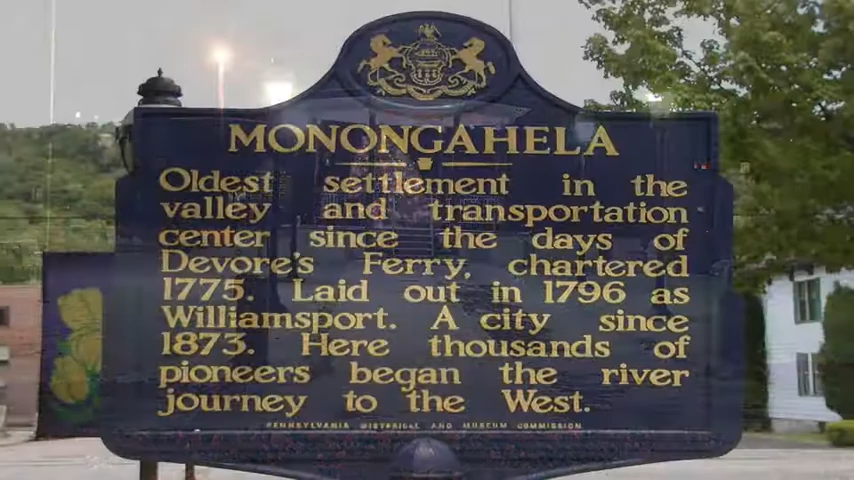 MONONGAHELA
Oldest settlement in the
valley and transportation
center since the days of
Devore's Ferry, chartered
1775. Laid out in 1796 as
Williamsport. A city since
1873. Here thousands of
pioneers began the river
journey to the West.
PENNSYLVANIA HISTORICAL AND MUSEUM COMMISSION